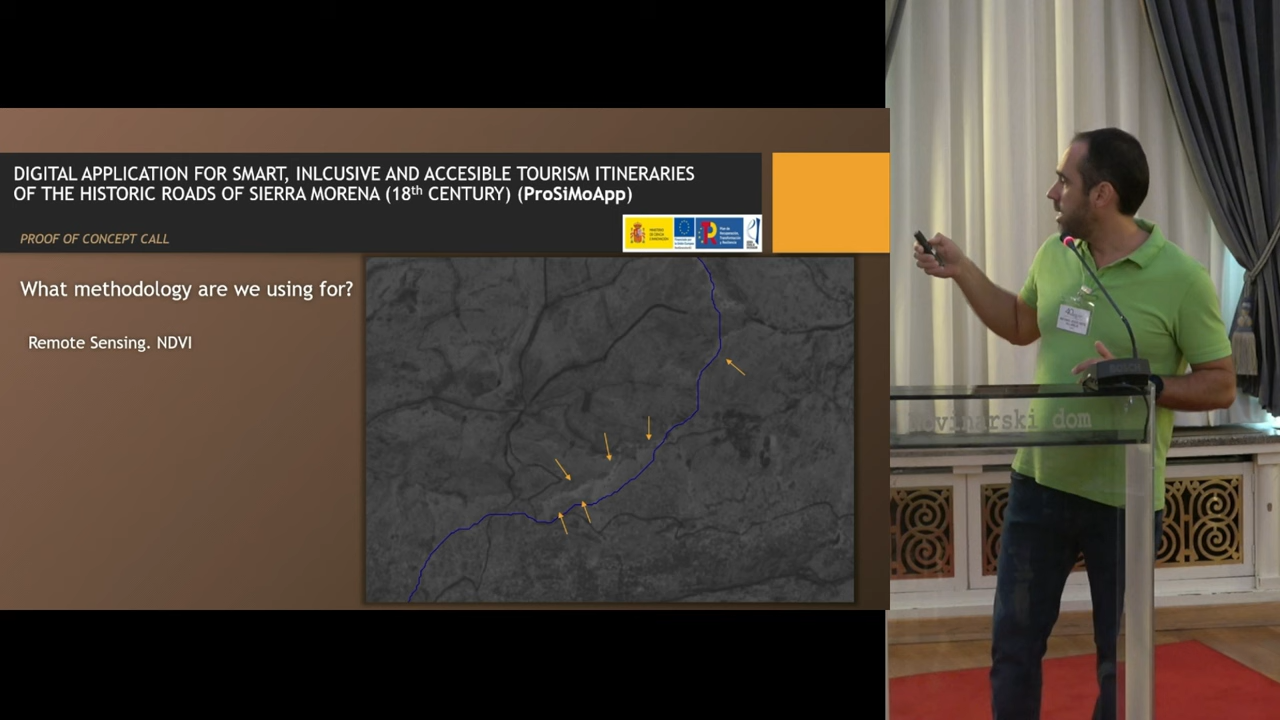 DIGITAL APPLICATION FOR SMART, INLCUSIVE AND ACCESIBLE TOURISM ITINERARIES
OF THE HISTORIC ROADS OF SIERRA MORENA (18th CENTURY) (ProSiMoApp)
PROOF OF CONCEPT CALL
What methodology are we using for?
Remote Sensing. NDVI
Novinarski dom